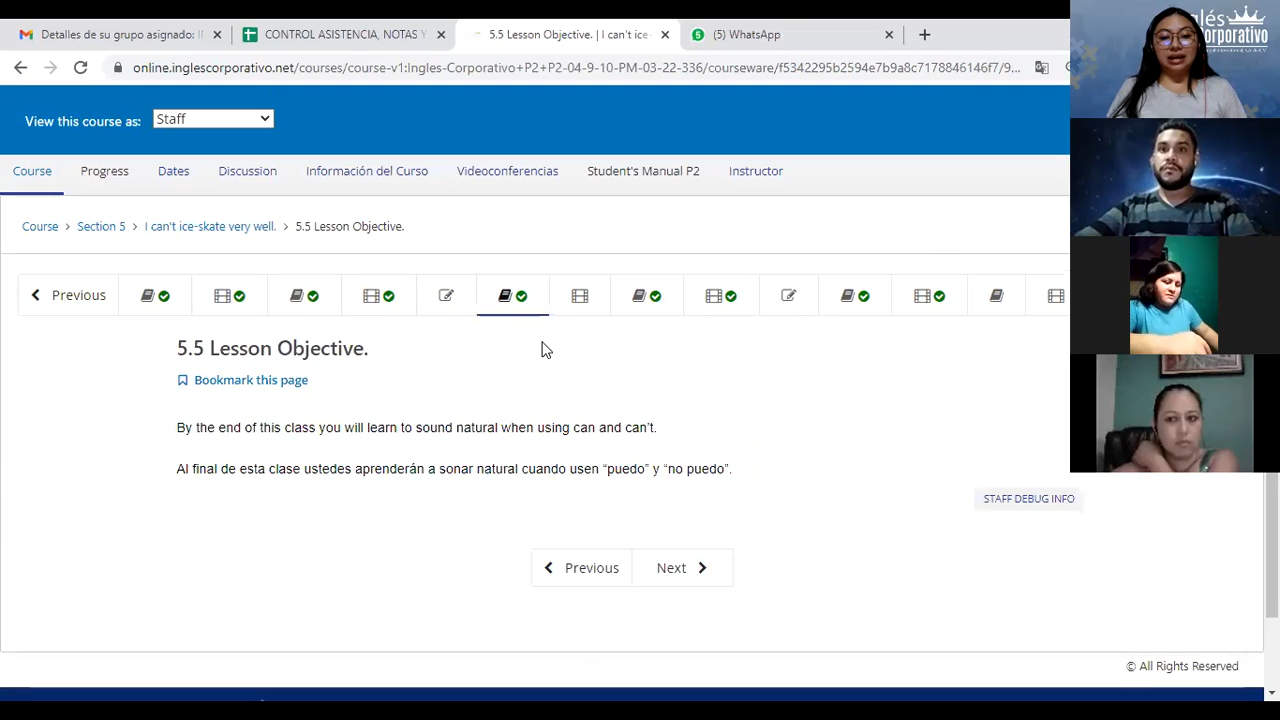 Detalles de su grupo asignado: I
CONTROL ASISTENCIA, NOTAS Y
5.5 Lesson Objective. | I can't ice-
(5) WhatsApp
online.inglescorporativo.net/courses/course-v1:Ingles-Corporativo+P2+P2-04-9-10-PM-03-22-336/courseware/f5342295b2594e7b9a8c7178846146f7/9...
View this course as:
Staff
Course
Progress
Dates
Discussion
Información del Curso
Videoconferencias
Student's Manual P2
Instructor
Course > Section 5 > I can't ice-skate very well. > 5.5 Lesson Objective.
Previous
5.5 Lesson Objective.
Bookmark this page
By the end of this class you will learn to sound natural when using can and can't.
Al final de esta clase ustedes aprenderán a sonar natural cuando usen “puedo” y “no puedo”.
STAFF DEBUG INFO
Previous
Next
© All Rights Reserved